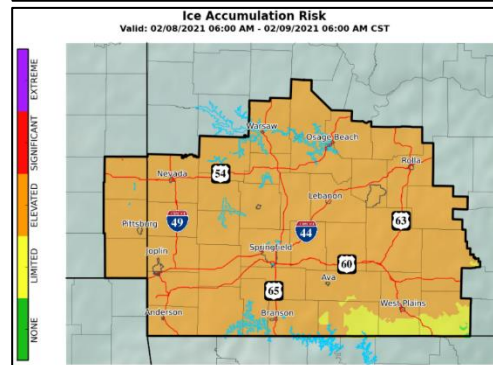 Ice Accumulation Risk
Valid: 02/08/2021 06:00 AM - 02/09/2021 06:00 AM CST
EXTREME
SIGNIFICANT
ELEVATED
LIMITED
NONE
Warsaw
Osage Beach
Rolla
Nevada
54
Lebanon
63
Pittsburg
49
44
Joplin
Springfield
60
Ava
65
West Plains
Anderson
Branson